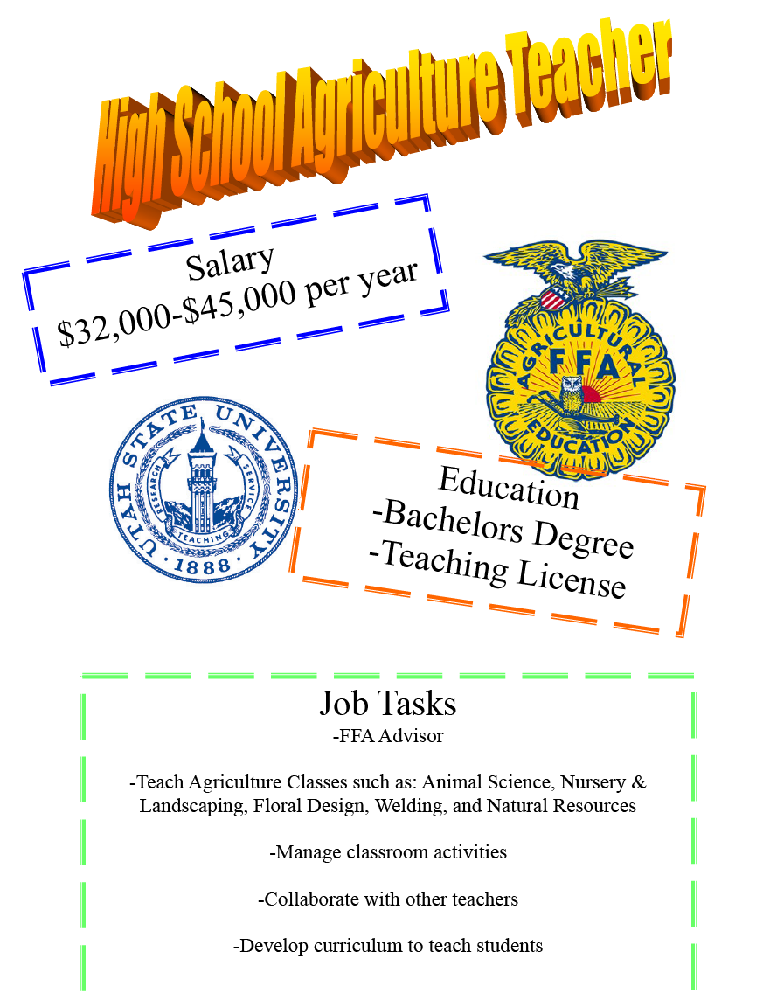 High School Agriculture Teacher
Salary
$32,000-$45,000 per year
AGRICULTURAL
FFA
EDUCATION
UTAH STATE UNIVERSITY
RESEARCH
SERVICE
TEACHING
· 1888 ·
Education
-Bachelors Degree
-Teaching License
Job Tasks
-FFA Advisor
-Teach Agriculture Classes such as: Animal Science, Nursery &
Landscaping, Floral Design, Welding, and Natural Resources
-Manage classroom activities
-Collaborate with other teachers
-Develop curriculum to teach students